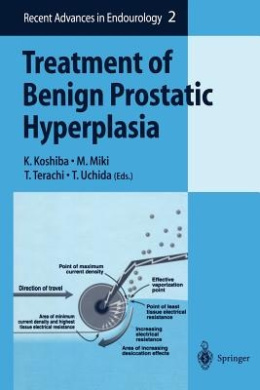 Recent Advances in Endourology 2
Treatment of
Benign Prostatic
Hyperplasia
K. Koshiba · M. Miki ·
T. Terachi · T. Uchida (Eds.)
Point of maximum
current density
Effective
vaporization
point
Direction of travel
Point of least
tissue electrical
resistance
Area of minimum
current density and highest
tissue electrical resistance
Increasing
electrical
resistance
Area of increasing
desiccation effects
Springer